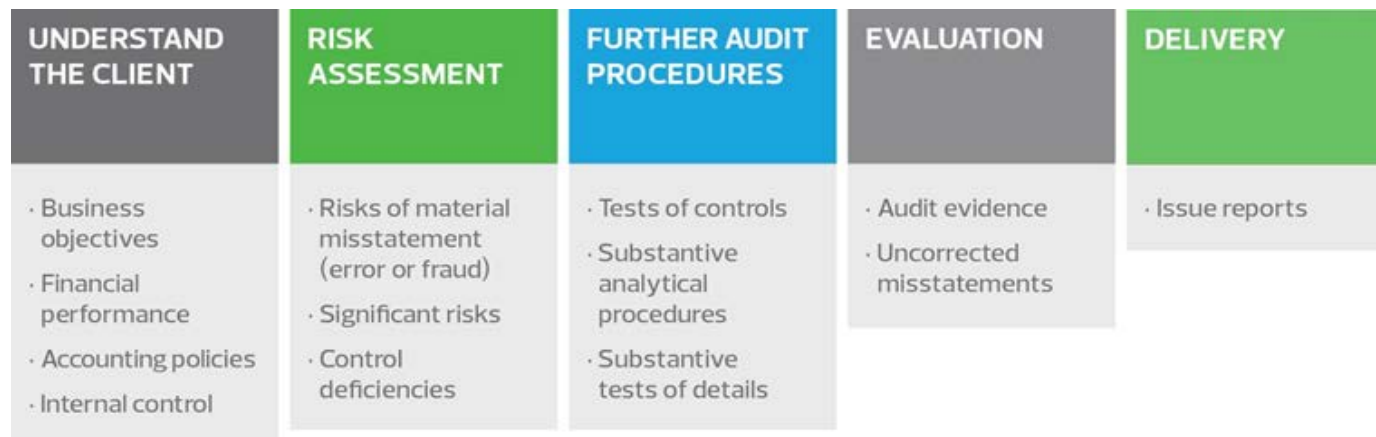 UNDERSTAND
THE CLIENT
· Business
objectives
· Financial
performance
· Accounting policies
· Internal control
RISK
ASSESSMENT
· Risks of material
misstatement
(error or fraud)
· Significant risks
· Control
deficiencies
FURTHER AUDIT
PROCEDURES
· Tests of controls
· Substantive
analytical
procedures
· Substantive
tests of details
EVALUATION
· Audit evidence
· Uncorrected
misstatements
DELIVERY
· Issue reports